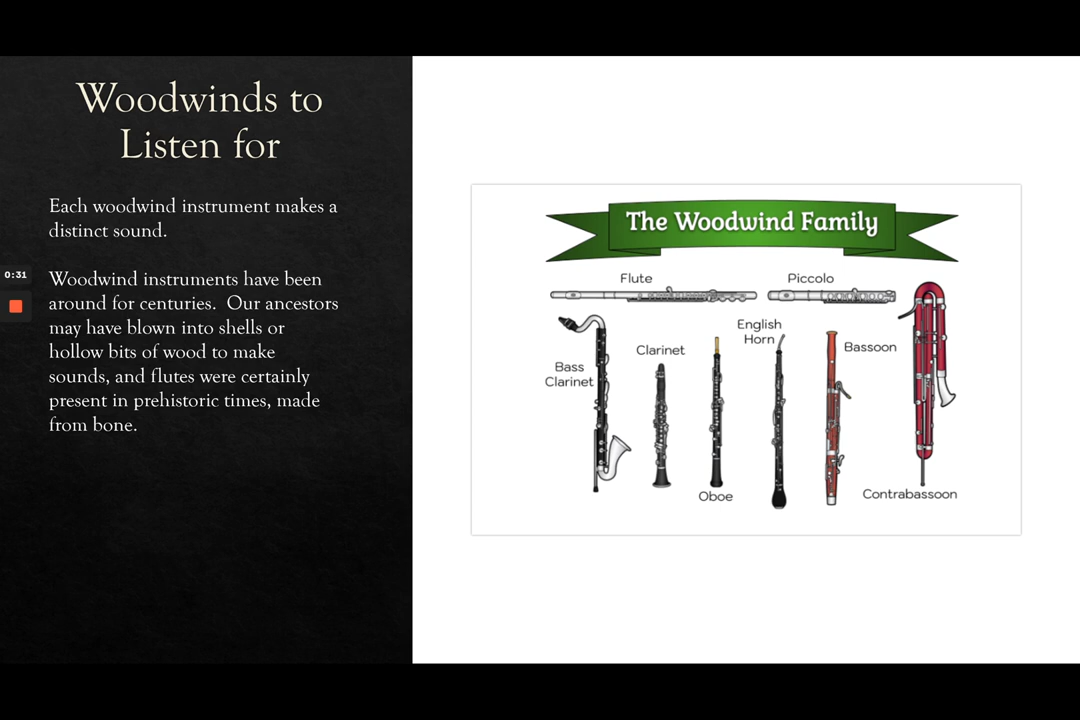 Woodwinds to
Listen for
Each woodwind instrument makes a
distinct sound.
0:31
Woodwind instruments have been
around for centuries.  Our ancestors
may have blown into shells or
hollow bits of wood to make
sounds, and flutes were certainly
present in prehistoric times, made
from bone.
The Woodwind Family
Flute
Piccolo
English
Horn
Clarinet
Bassoon
Bass
Clarinet
Oboe
Contrabassoon